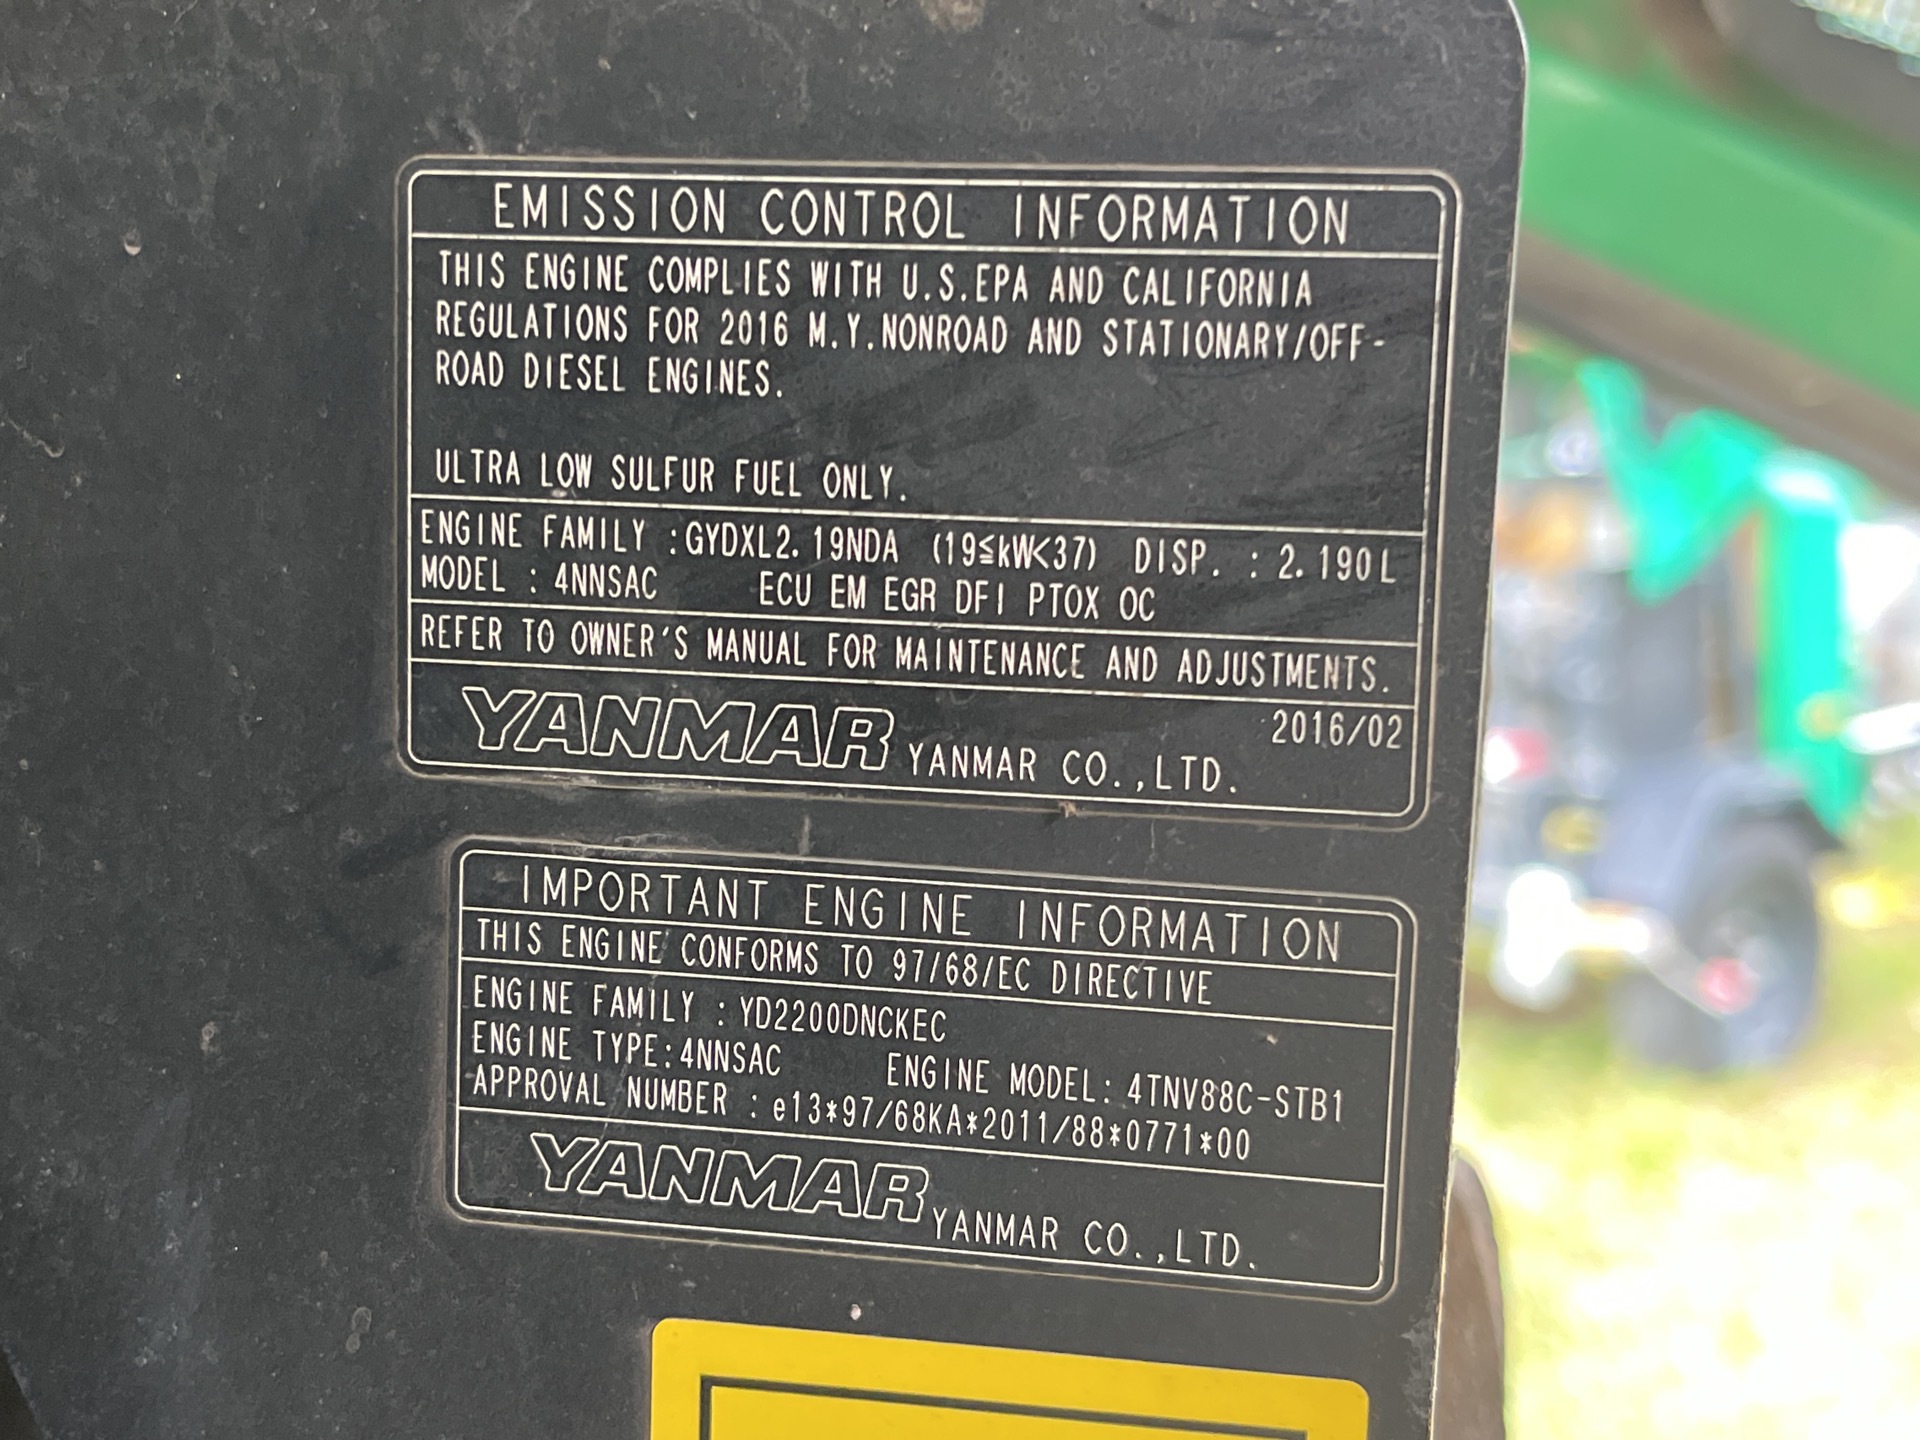 EMISSION CONTROL INFORMATION
THIS ENGINE COMPLIES WITH U.S.EPA AND CALIFORNIA
REGULATIONS FOR 2016 M.Y.NONROAD AND STATIONARY/OFF-
ROAD DIESEL ENGINES.
ULTRA LOW SULFUR FUEL ONLY.
ENGINE FAMILY :GYDXL2.19NDA (19≦kW<37) DISP. : 2.190L
MODEL : 4NNSAC ECU EM EGR DFI PTOX OC
REFER TO OWNER'S MANUAL FOR MAINTENANCE AND ADJUSTMENTS.
2016/02
YANMAR YANMAR CO.,LTD.
IMPORTANT ENGINE INFORMATION
THIS ENGINE CONFORMS TO 97/68/EC DIRECTIVE
ENGINE FAMILY : YD2200DNCKEC
ENGINE TYPE:4NNSAC ENGINE MODEL: 4TNV88C-STB1
APPROVAL NUMBER : e13*97/68KA*2011/88*0771*00
YANMAR YANMAR CO.,LTD.